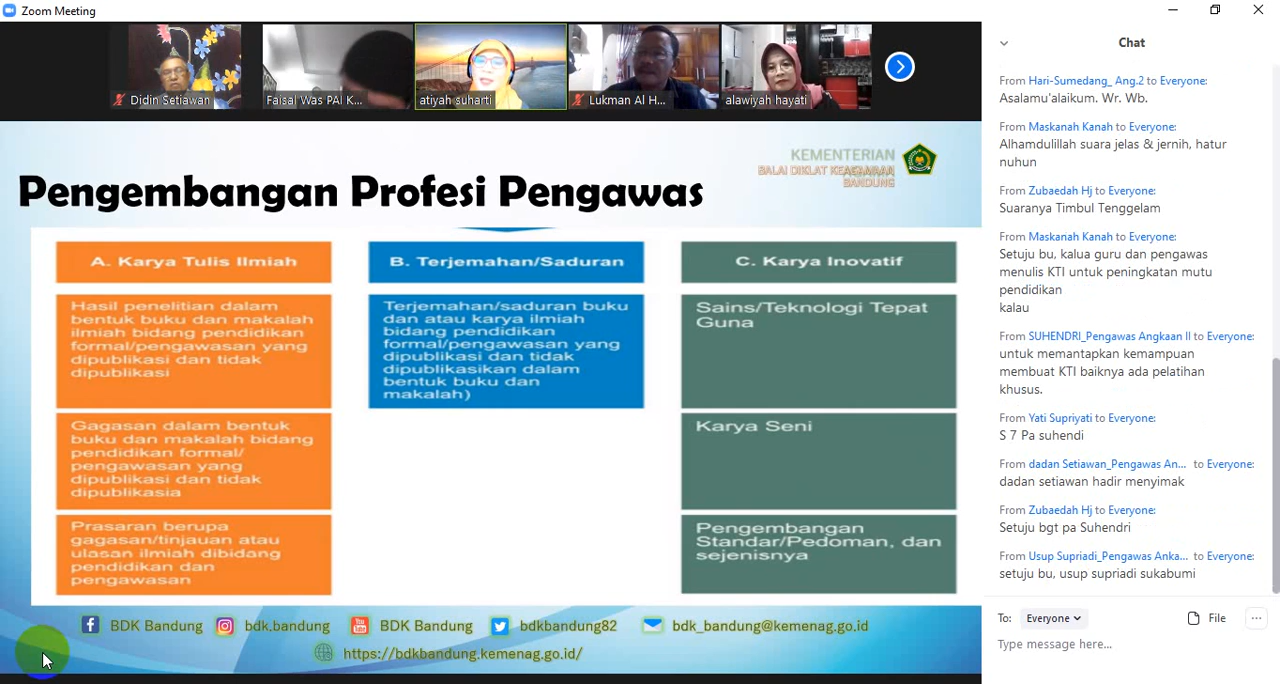 Zoom Meeting
Didin Setiawan
Faisal Was PAI K...
atiyah suharti
Lukman Al H...
alawiyah hayati
KEMENTERIAN
BALAI DIKLAT KEAGAMAAN
BANDUNG
Pengembangan Profesi Pengawas
A. Karya Tulis Ilmiah
Hasil penelitian dalam
bentuk buku dan makalah
ilmiah bidang pendidikan
formal/pengawasan yang
dipublikasi dan tidak
dipublikasi
Gagasan dalam bentuk
buku dan makalah bidang
pendidikan formal/
pengawasan yang
dipublikasi dan tidak
dipublikasia
Prasaran berupa
gagasan/tinjauan atau
ulasan ilmiah dibidang
pendidikan dan
pengawasan
B. Terjemahan/Saduran
Terjemahan/saduran buku
dan atau karya ilmiah
bidang pendidikan
formal/pengawasan yang
dipublikasi dan tidak
dipublikasikan dalam
bentuk buku dan
makalah)
C. Karya Inovatif
Sains/Teknologi Tepat
Guna
Karya Seni
Pengembangan
Standar/Pedoman, dan
sejenisnya
BDK Bandung
bdk.bandung
BDK Bandung
bdkbandung82
bdk_bandung@kemenag.go.id
https://bdkbandung.kemenag.go.id/
Chat
From Hari-Sumedang_ Ang.2 to Everyone:
Asalamu'alaikum. Wr. Wb.
From Maskanah Kanah to Everyone:
Alhamdulillah suara jelas & jernih, hatur
nuhun
From Zubaedah Hj to Everyone:
Suaranya Timbul Tenggelam
From Maskanah Kanah to Everyone:
Setuju bu, kalua guru dan pengawas
menulis KTI untuk peningkatan mutu
pendidikan
kalau
From SUHENDRI_Pengawas Angkaan II to Everyone:
untuk memantapkan kemampuan
membuat KTI baiknya ada pelatihan
khusus.
From Yati Supriyati to Everyone:
S 7 Pa suhendi
From dadan Setiawan_Pengawas An... to Everyone:
dadan setiawan hadir menyimak
From Zubaedah Hj to Everyone:
Setuju bgt pa Suhendri
From Usup Supriadi_Pengawas Anka... to Everyone:
setuju bu, usup supriadi sukabumi
To: Everyone
File
Type message here...